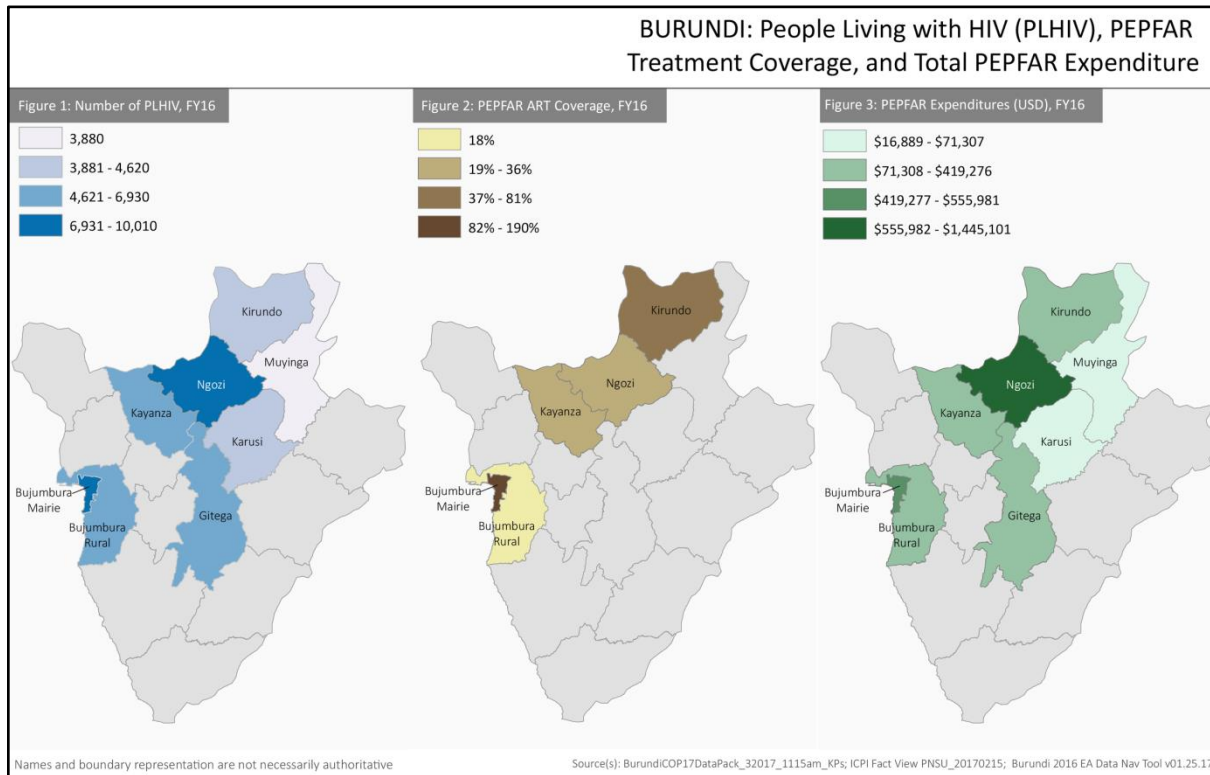 BURUNDI: People Living with HIV (PLHIV), PEPFAR
Treatment Coverage, and Total PEPFAR Expenditure
Figure 1: Number of PLHIV, FY16
3,880
3,881 - 4,620
4,621 - 6,930
6,931 - 10,010
Kirundo
Muyinga
Ngozi
Kayanza
Karusi
Bujumbura
Mairie
Gitega
Bujumbura
Rural
Figure 2: PEPFAR ART Coverage, FY16
18%
19% - 36%
37% - 81%
82% - 190%
Kirundo
Ngozi
Kayanza
Bujumbura
Mairie
Bujumbura
Rural
Figure 3: PEPFAR Expenditures (USD), FY16
$16,889 - $71,307
$71,308 - $419,276
$419,277 - $555,981
$555,982 - $1,445,101
Kirundo
Muyinga
Ngozi
Kayanza
Karusi
Bujumbura
Mairie
Gitega
Bujumbura
Rural
Names and boundary representation are not necessarily authoritative
Source(s): BurundiCOP17DataPack_32017_1115am_KPs; ICPI Fact View PNSU_20170215; Burundi 2016 EA Data Nav Tool v01.25.17